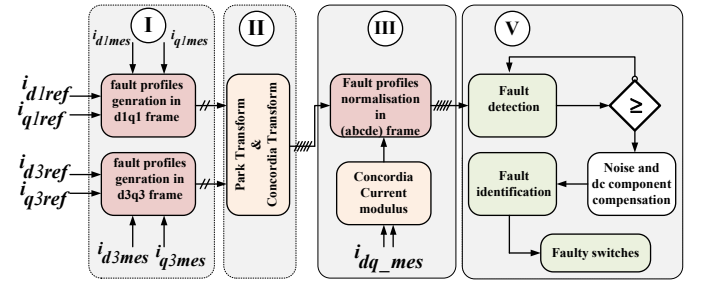 I
II
III
V
i_d1mes
i_q1mes
i_d1ref
i_q1ref
fault profiles
genration in
d1q1 frame
i_d3ref
i_q3ref
fault profiles
genration in
d3q3 frame
i_d3mes
i_q3mes
Park Transform
&
Concordia Transform
Fault profiles
normalisation
in
(abcde) frame
Concordia
Current
modulus
i_dq_mes
Fault
detection
≥
Fault
identification
Noise and
dc component
compensation
Faulty switches